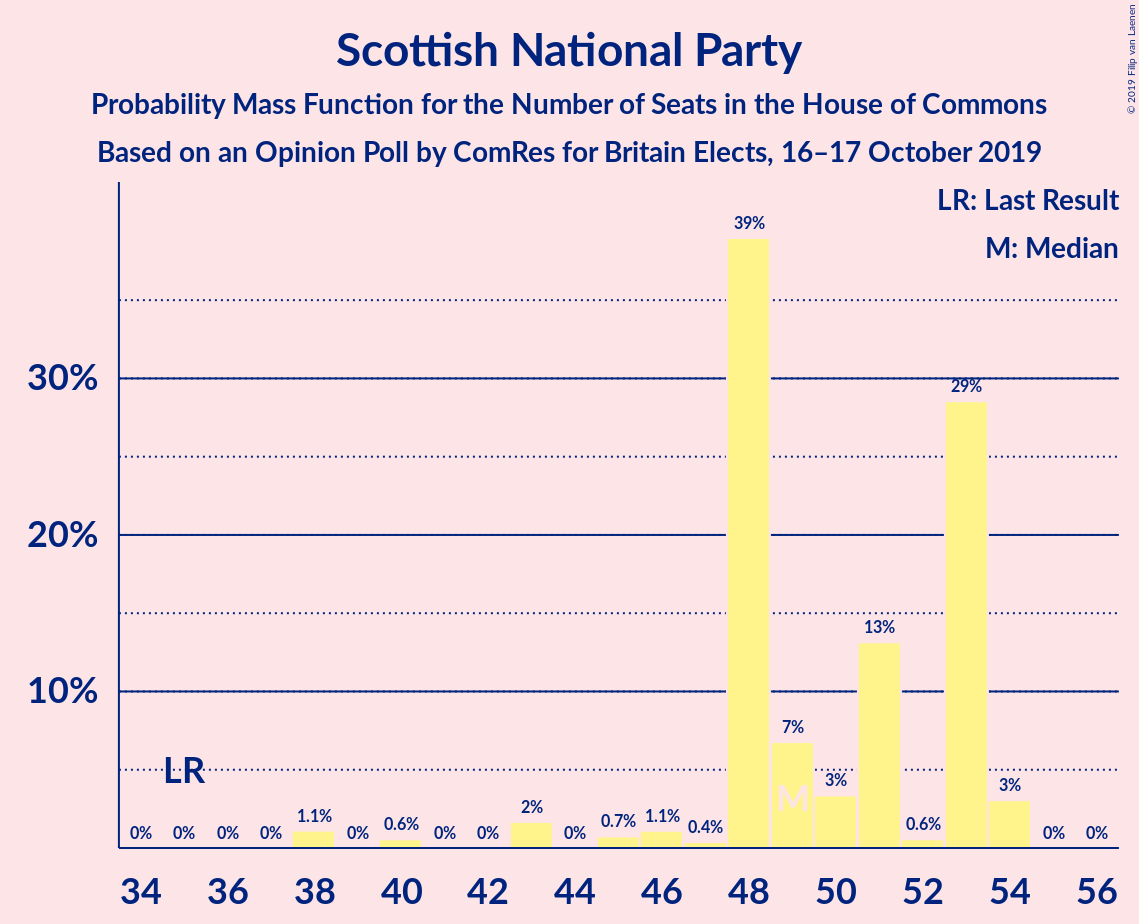 Scottish National Party
Probability Mass Function for the Number of Seats in the House of Commons
Based on an Opinion Poll by ComRes for Britain Elects, 16–17 October 2019
© 2019 Filip van Laenen
LR: Last Result
M: Median
39%
30%
29%
20%
13%
10%
7%
LR
M
3%
3%
0%
0%
0%
0%
1.1%
0%
0.6%
0%
0%
2%
0%
0.7%
1.1%
0.4%
0.6%
0%
0%
34 36 38 40 42 44 46 48 50 52 54 56